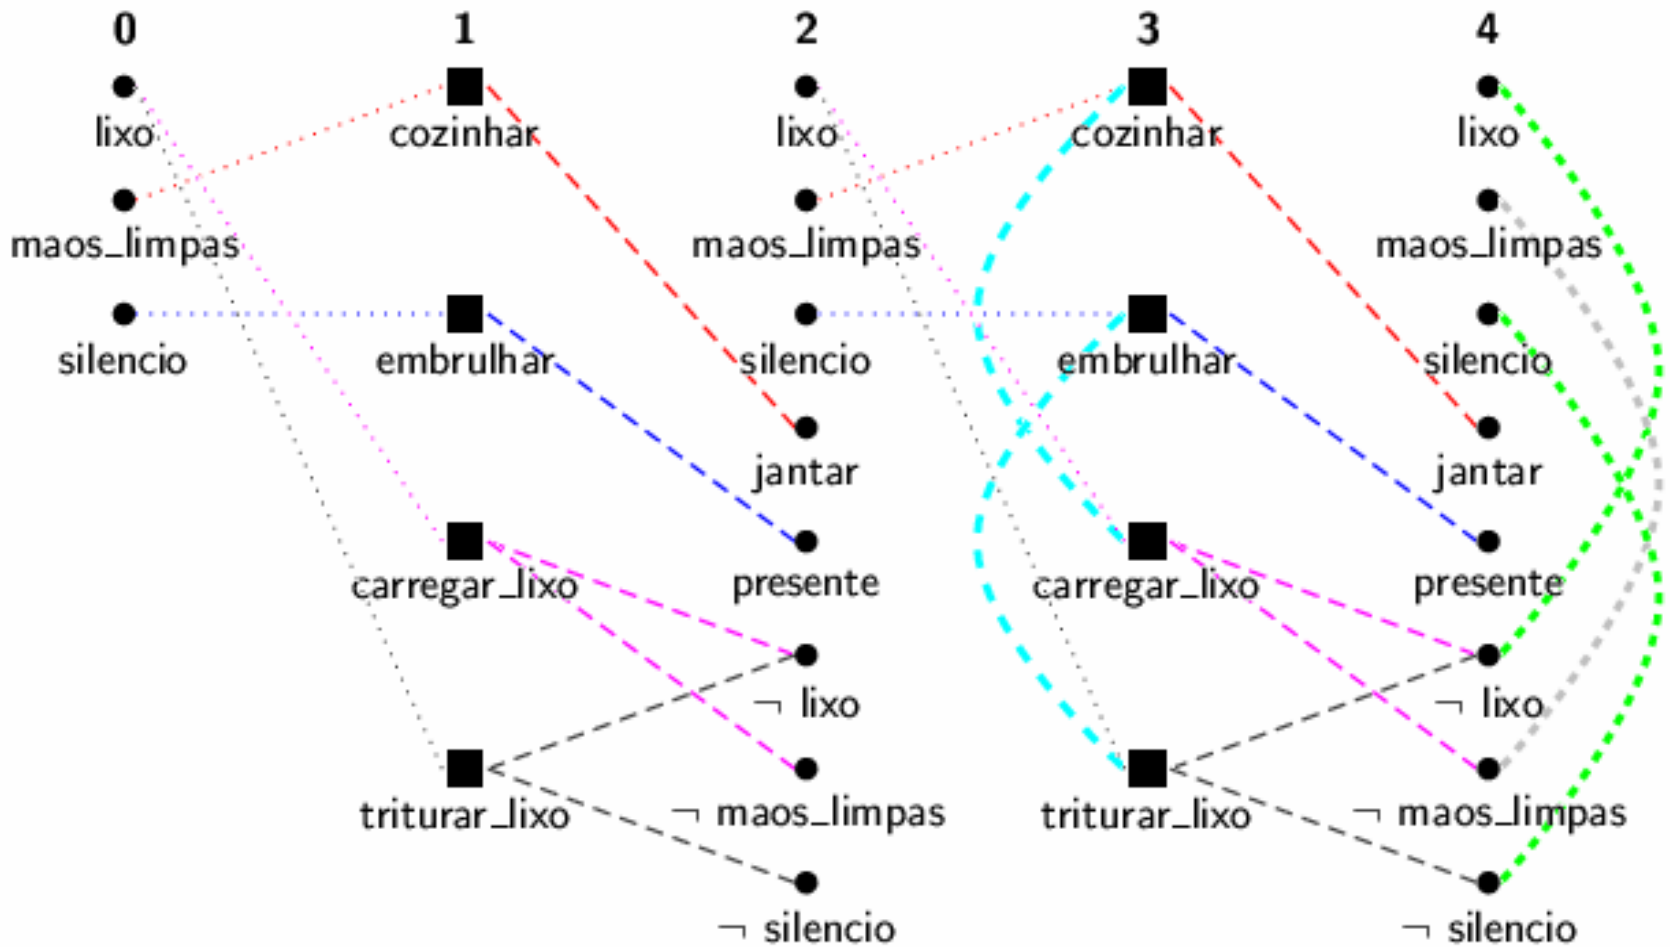 0 1 2 3 4
lixo cozinhar lixo cozinhar lixo
maos_limpas maos_limpas maos_limpas
silencio embrulhar silencio embrulhar silencio
jantar jantar
carregar_lixo presente carregar_lixo presente
¬ lixo ¬ lixo
triturar_lixo ¬ maos_limpas triturar_lixo ¬ maos_limpas
¬ silencio ¬ silencio